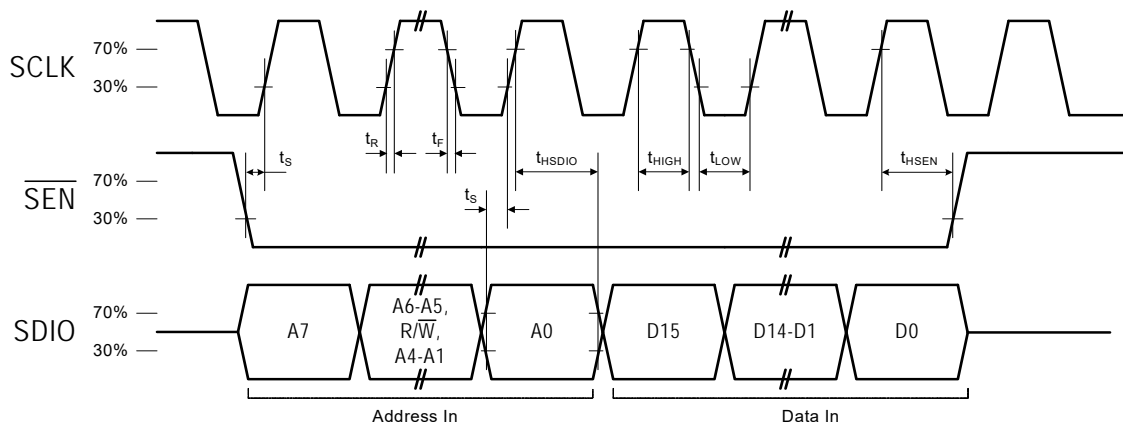 SCLK
70%
30%
tS
tR
tF
tHSDIO
tHIGH
tLOW
tHSEN
SEN
70%
30%
tS
SDIO
70%
30%
A7
A6-A5,
R/W,
A4-A1
A0
D15
D14-D1
D0
Address In
Data In